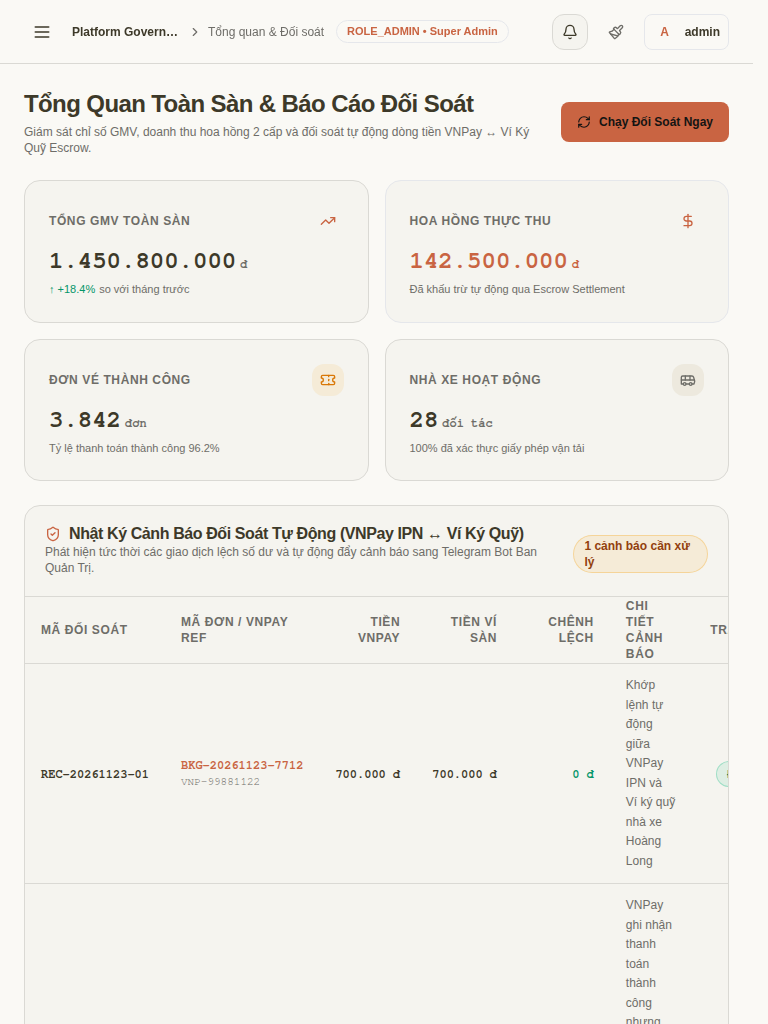 Platform Govern… > Tổng quan & Đối soát ROLE_ADMIN • Super Admin A admin
Tổng Quan Toàn Sàn & Báo Cáo Đối Soát
Giám sát chỉ số GMV, doanh thu hoa hồng 2 cấp và đối soát tự động dòng tiền VNPay ↔ Ví Ký
Quỹ Escrow.
Chạy Đối Soát Ngay
TỔNG GMV TOÀN SÀN
1.450.800.000 đ
↑ +18.4% so với tháng trước
HOA HỒNG THỰC THU
142.500.000 đ
Đã khấu trừ tự động qua Escrow Settlement
ĐƠN VÉ THÀNH CÔNG
3.842 đơn
Tỷ lệ thanh toán thành công 96.2%
NHÀ XE HOẠT ĐỘNG
28 đối tác
100% đã xác thực giấy phép vận tải
Nhật Ký Cảnh Báo Đối Soát Tự Động (VNPay IPN ↔ Ví Ký Quỹ)
Phát hiện tức thời các giao dịch lệch số dư và tự động đẩy cảnh báo sang Telegram Bot Ban
Quản Trị.
1 cảnh báo cần xử
lý
MÃ ĐỐI SOÁT
MÃ ĐƠN / VNPAY
REF
TIỀN
VNPAY
TIỀN VÍ
SÀN
CHÊNH
LỆCH
CHI
TIẾT
CẢNH
BÁO
TR
REC-20261123-01
BKG-20261123-7712
VNP-99881122
700.000 đ
700.000 đ
0 đ
Khớp
lệnh tự
động
giữa
VNPay
IPN và
Ví ký quỹ
nhà xe
Hoàng
Long
VNPay
ghi nhận
thanh
toán
thành
công
nhưng